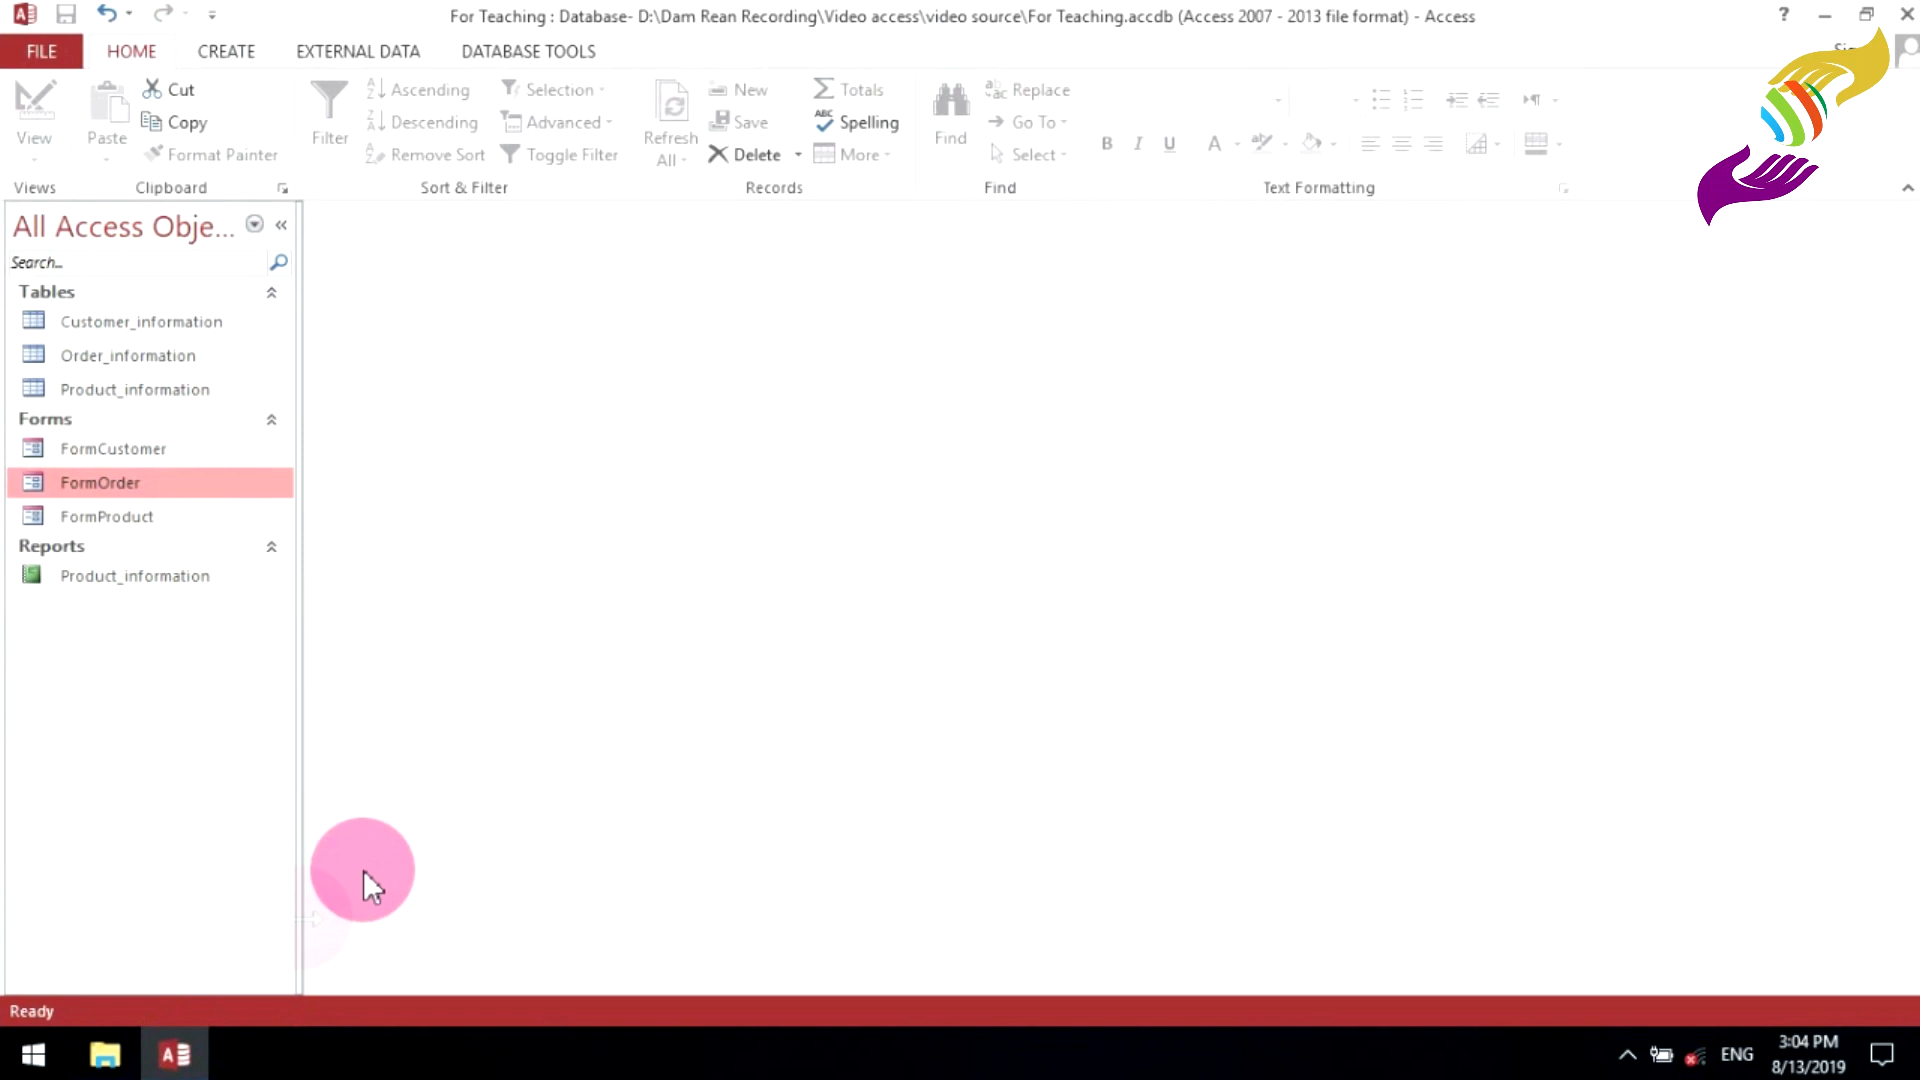 For Teaching : Database- D:\Dam Rean Recording\Video access\video source\For Teaching.accdb (Access 2007 - 2013 file format) - Access
?
FILE HOME CREATE EXTERNAL DATA DATABASE TOOLS
View
Views
Paste
Cut
Copy
Format Painter
Clipboard
Filter
Ascending
Descending
Remove Sort
Selection
Advanced
Toggle Filter
Sort & Filter
Refresh
All
New
Save
Delete
Totals
Spelling
More
Records
Find
Replace
Go To
Select
Find
B I U A
Text Formatting
All Access Obje...
Search...
Tables
Customer_information
Order_information
Product_information
Forms
FormCustomer
FormOrder
FormProduct
Reports
Product_information
Ready
ENG
3:04 PM
8/13/2019